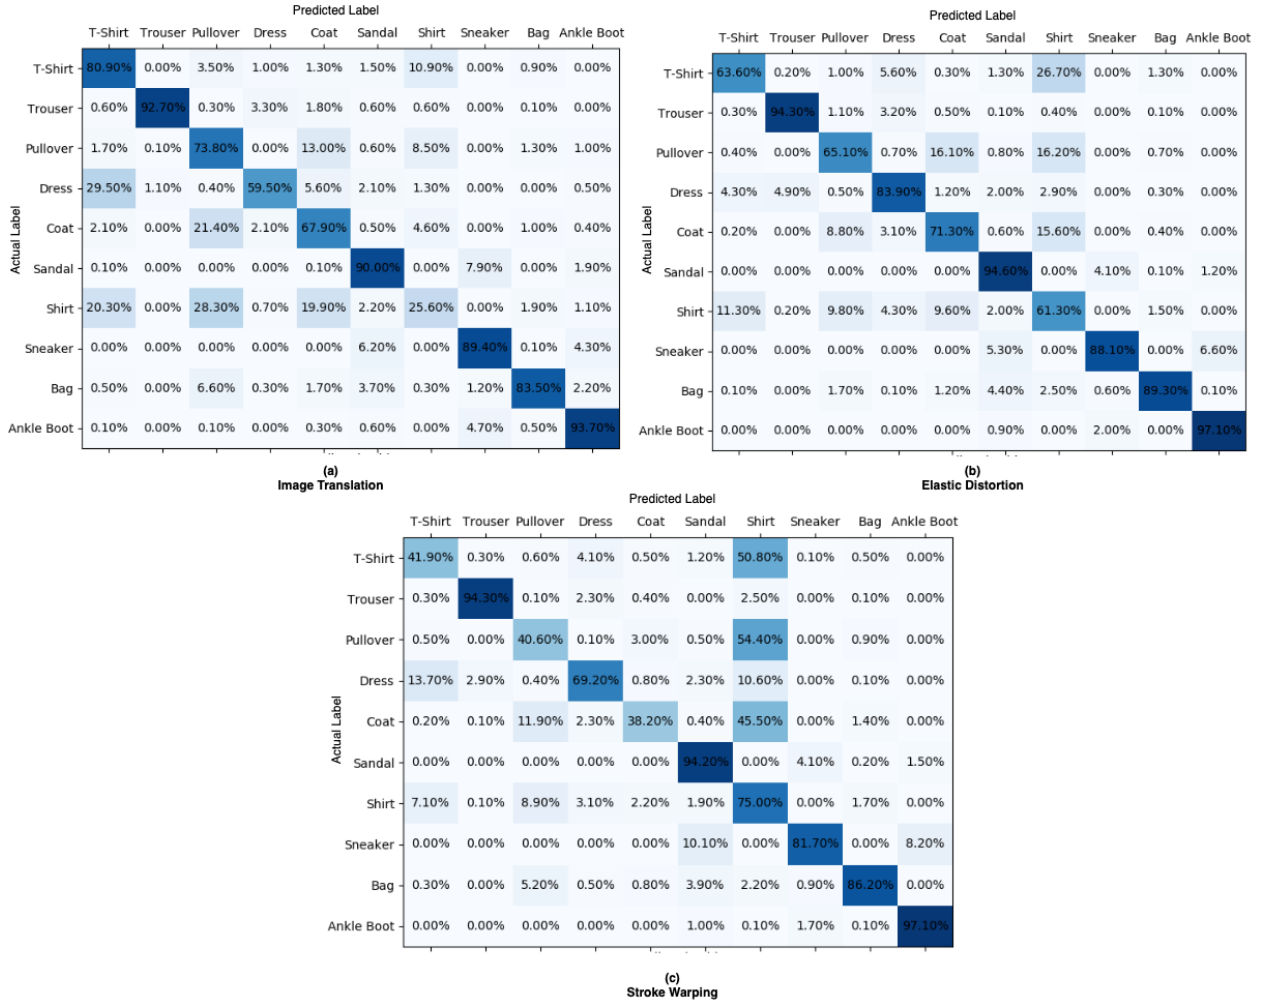 Predicted Label
T-Shirt Trouser Pullover Dress Coat Sandal Shirt Sneaker Bag Ankle Boot
Actual Label
T-Shirt 80.90% 0.00% 3.50% 1.00% 1.30% 1.50% 10.90% 0.00% 0.90% 0.00%
Trouser 0.60% 92.70% 0.30% 3.30% 1.80% 0.60% 0.60% 0.00% 0.10% 0.00%
Pullover 1.70% 0.10% 73.80% 0.00% 13.00% 0.60% 8.50% 0.00% 1.30% 1.00%
Dress 29.50% 1.10% 0.40% 59.50% 5.60% 2.10% 1.30% 0.00% 0.00% 0.50%
Coat 2.10% 0.00% 21.40% 2.10% 67.90% 0.50% 4.60% 0.00% 1.00% 0.40%
Sandal 0.10% 0.00% 0.00% 0.00% 0.10% 90.00% 0.00% 7.90% 0.00% 1.90%
Shirt 20.30% 0.00% 28.30% 0.70% 19.90% 2.20% 25.60% 0.00% 1.90% 1.10%
Sneaker 0.00% 0.00% 0.00% 0.00% 0.00% 6.20% 0.00% 89.40% 0.10% 4.30%
Bag 0.50% 0.00% 6.60% 0.30% 1.70% 3.70% 0.30% 1.20% 83.50% 2.20%
Ankle Boot 0.10% 0.00% 0.10% 0.00% 0.30% 0.60% 0.00% 4.70% 0.50% 93.70%
(a)
Image Translation
Predicted Label
T-Shirt Trouser Pullover Dress Coat Sandal Shirt Sneaker Bag Ankle Boot
Actual Label
T-Shirt 63.60% 0.20% 1.00% 5.60% 0.30% 1.30% 26.70% 0.00% 1.30% 0.00%
Trouser 0.30% 94.30% 1.10% 3.20% 0.50% 0.10% 0.40% 0.00% 0.10% 0.00%
Pullover 0.40% 0.00% 65.10% 0.70% 16.10% 0.80% 16.20% 0.00% 0.70% 0.00%
Dress 4.30% 4.90% 0.50% 83.90% 1.20% 2.00% 2.90% 0.00% 0.30% 0.00%
Coat 0.20% 0.00% 8.80% 3.10% 71.30% 0.60% 15.60% 0.00% 0.40% 0.00%
Sandal 0.00% 0.00% 0.00% 0.00% 0.00% 94.60% 0.00% 4.10% 0.10% 1.20%
Shirt 11.30% 0.20% 9.80% 4.30% 9.60% 2.00% 61.30% 0.00% 1.50% 0.00%
Sneaker 0.00% 0.00% 0.00% 0.00% 0.00% 5.30% 0.00% 88.10% 0.00% 6.60%
Bag 0.10% 0.00% 1.70% 0.10% 1.20% 4.40% 2.50% 0.60% 89.30% 0.10%
Ankle Boot 0.00% 0.00% 0.00% 0.00% 0.00% 0.90% 0.00% 2.00% 0.00% 97.10%
(b)
Elastic Distortion
Predicted Label
T-Shirt Trouser Pullover Dress Coat Sandal Shirt Sneaker Bag Ankle Boot
Actual Label
T-Shirt 41.90% 0.30% 0.60% 4.10% 0.50% 1.20% 50.80% 0.10% 0.50% 0.00%
Trouser 0.30% 94.30% 0.10% 2.30% 0.40% 0.00% 2.50% 0.00% 0.10% 0.00%
Pullover 0.50% 0.00% 40.60% 0.10% 3.00% 0.50% 54.40% 0.00% 0.90% 0.00%
Dress 13.70% 2.90% 0.40% 69.20% 0.80% 2.30% 10.60% 0.00% 0.10% 0.00%
Coat 0.20% 0.10% 11.90% 2.30% 38.20% 0.40% 45.50% 0.00% 1.40% 0.00%
Sandal 0.00% 0.00% 0.00% 0.00% 0.00% 94.20% 0.00% 4.10% 0.20% 1.50%
Shirt 7.10% 0.10% 8.90% 3.10% 2.20% 1.90% 75.00% 0.00% 1.70% 0.00%
Sneaker 0.00% 0.00% 0.00% 0.00% 0.00% 10.10% 0.00% 81.70% 0.00% 8.20%
Bag 0.30% 0.00% 5.20% 0.50% 0.80% 3.90% 2.20% 0.90% 86.20% 0.00%
Ankle Boot 0.00% 0.00% 0.00% 0.00% 0.00% 1.00% 0.10% 1.70% 0.10% 97.10%
(c)
Stroke Warping